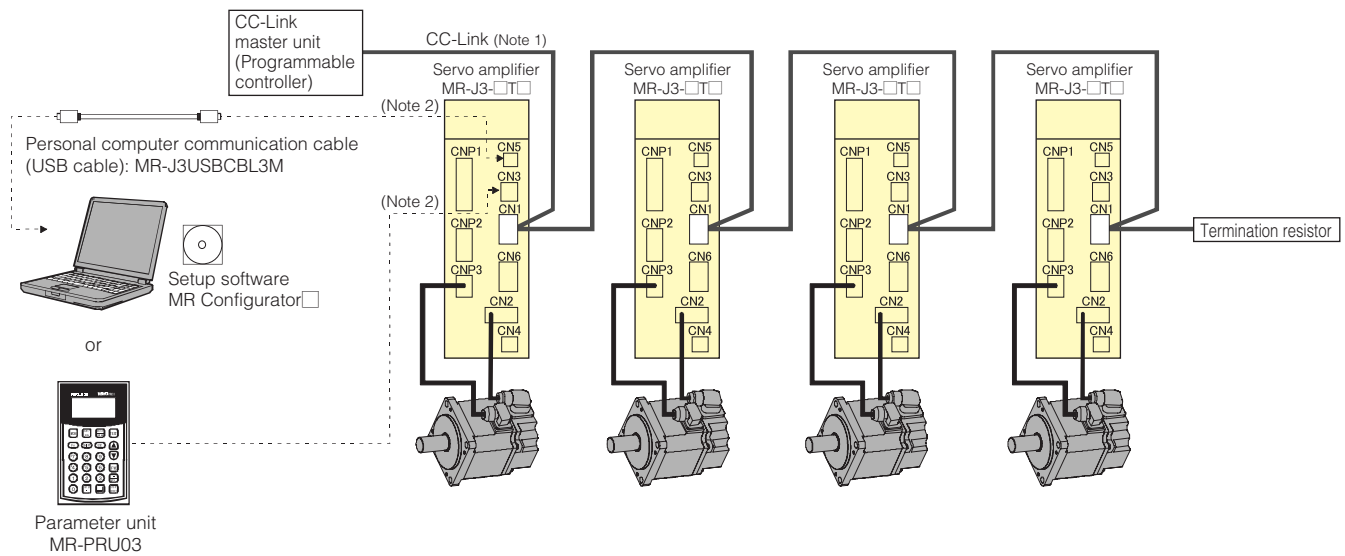 CC-Link
master unit
(Programmable
controller)
CC-Link (Note 1)
Servo amplifier
MR-J3-□T□
Servo amplifier
MR-J3-□T□
Servo amplifier
MR-J3-□T□
Servo amplifier
MR-J3-□T□
(Note 2)
Personal computer communication cable
(USB cable): MR-J3USBCBL3M
(Note 2)
Setup software
MR Configurator□
or
Parameter unit
MR-PRU03
CNP1
CN5
CN3
CN1
CNP2
CN6
CNP3
CN2
CN4
CNP1
CN5
CN3
CN1
CNP2
CN6
CNP3
CN2
CN4
CNP1
CN5
CN3
CN1
CNP2
CN6
CNP3
CN2
CN4
CNP1
CN5
CN3
CN1
CNP2
CN6
CNP3
CN2
CN4
Termination resistor